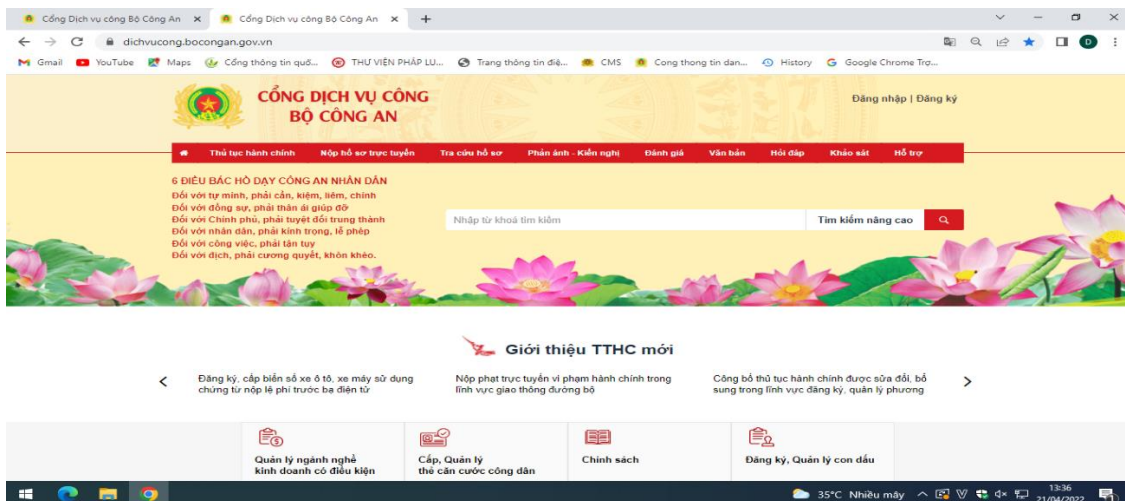 Cổng Dịch vụ công Bộ Công An
Cổng Dịch vụ công Bộ Công An
dichvucong.bocongan.gov.vn
D
Gmail
YouTube
Maps
Cổng thông tin quố...
THƯ VIỆN PHÁP LU...
Trang thông tin điệ...
CMS
Cong thong tin dan...
History
Google Chrome Trợ...
CỔNG DỊCH VỤ CÔNG
BỘ CÔNG AN
Đăng nhập | Đăng ký
Thủ tục hành chính
Nộp hồ sơ trực tuyến
Tra cứu hồ sơ
Phản ánh - Kiến nghị
Đánh giá
Văn bản
Hỏi đáp
Khảo sát
Hỗ trợ
6 ĐIỀU BÁC HỒ DẠY CÔNG AN NHÂN DÂN
Đối với tự mình, phải cần, kiệm, liêm, chính
Đối với đồng sự, phải thân ái giúp đỡ
Đối với Chính phủ, phải tuyệt đối trung thành
Đối với nhân dân, phải kính trọng, lễ phép
Đối với công việc, phải tận tụy
Đối với địch, phải cương quyết, khôn khéo.
Nhập từ khoá tìm kiếm
Tìm kiếm nâng cao
Giới thiệu TTHC mới
Đăng ký, cấp biển số xe ô tô, xe máy sử dụng
chứng từ nộp lệ phí trước bạ điện tử
Nộp phạt trực tuyến vi phạm hành chính trong
lĩnh vực giao thông đường bộ
Công bố thủ tục hành chính được sửa đổi, bổ
sung trong lĩnh vực đăng ký, quản lý phương
Quản lý ngành nghề
kinh doanh có điều kiện
Cấp, Quản lý
thẻ căn cước công dân
Chính sách
Đăng ký, Quản lý con dấu
35°C Nhiều mây
13:36
21/04/2022